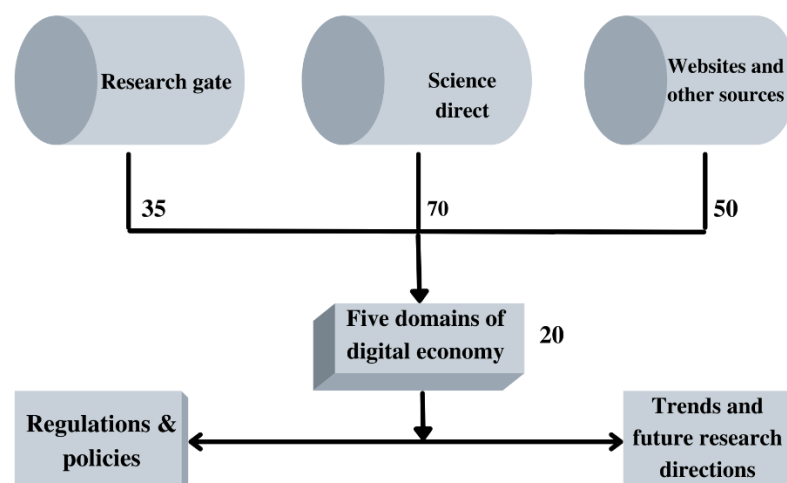 Research gate
Science
direct
Websites and
other sources
35
70
50
Five domains of
digital economy
20
Regulations &
policies
Trends and
future research
directions